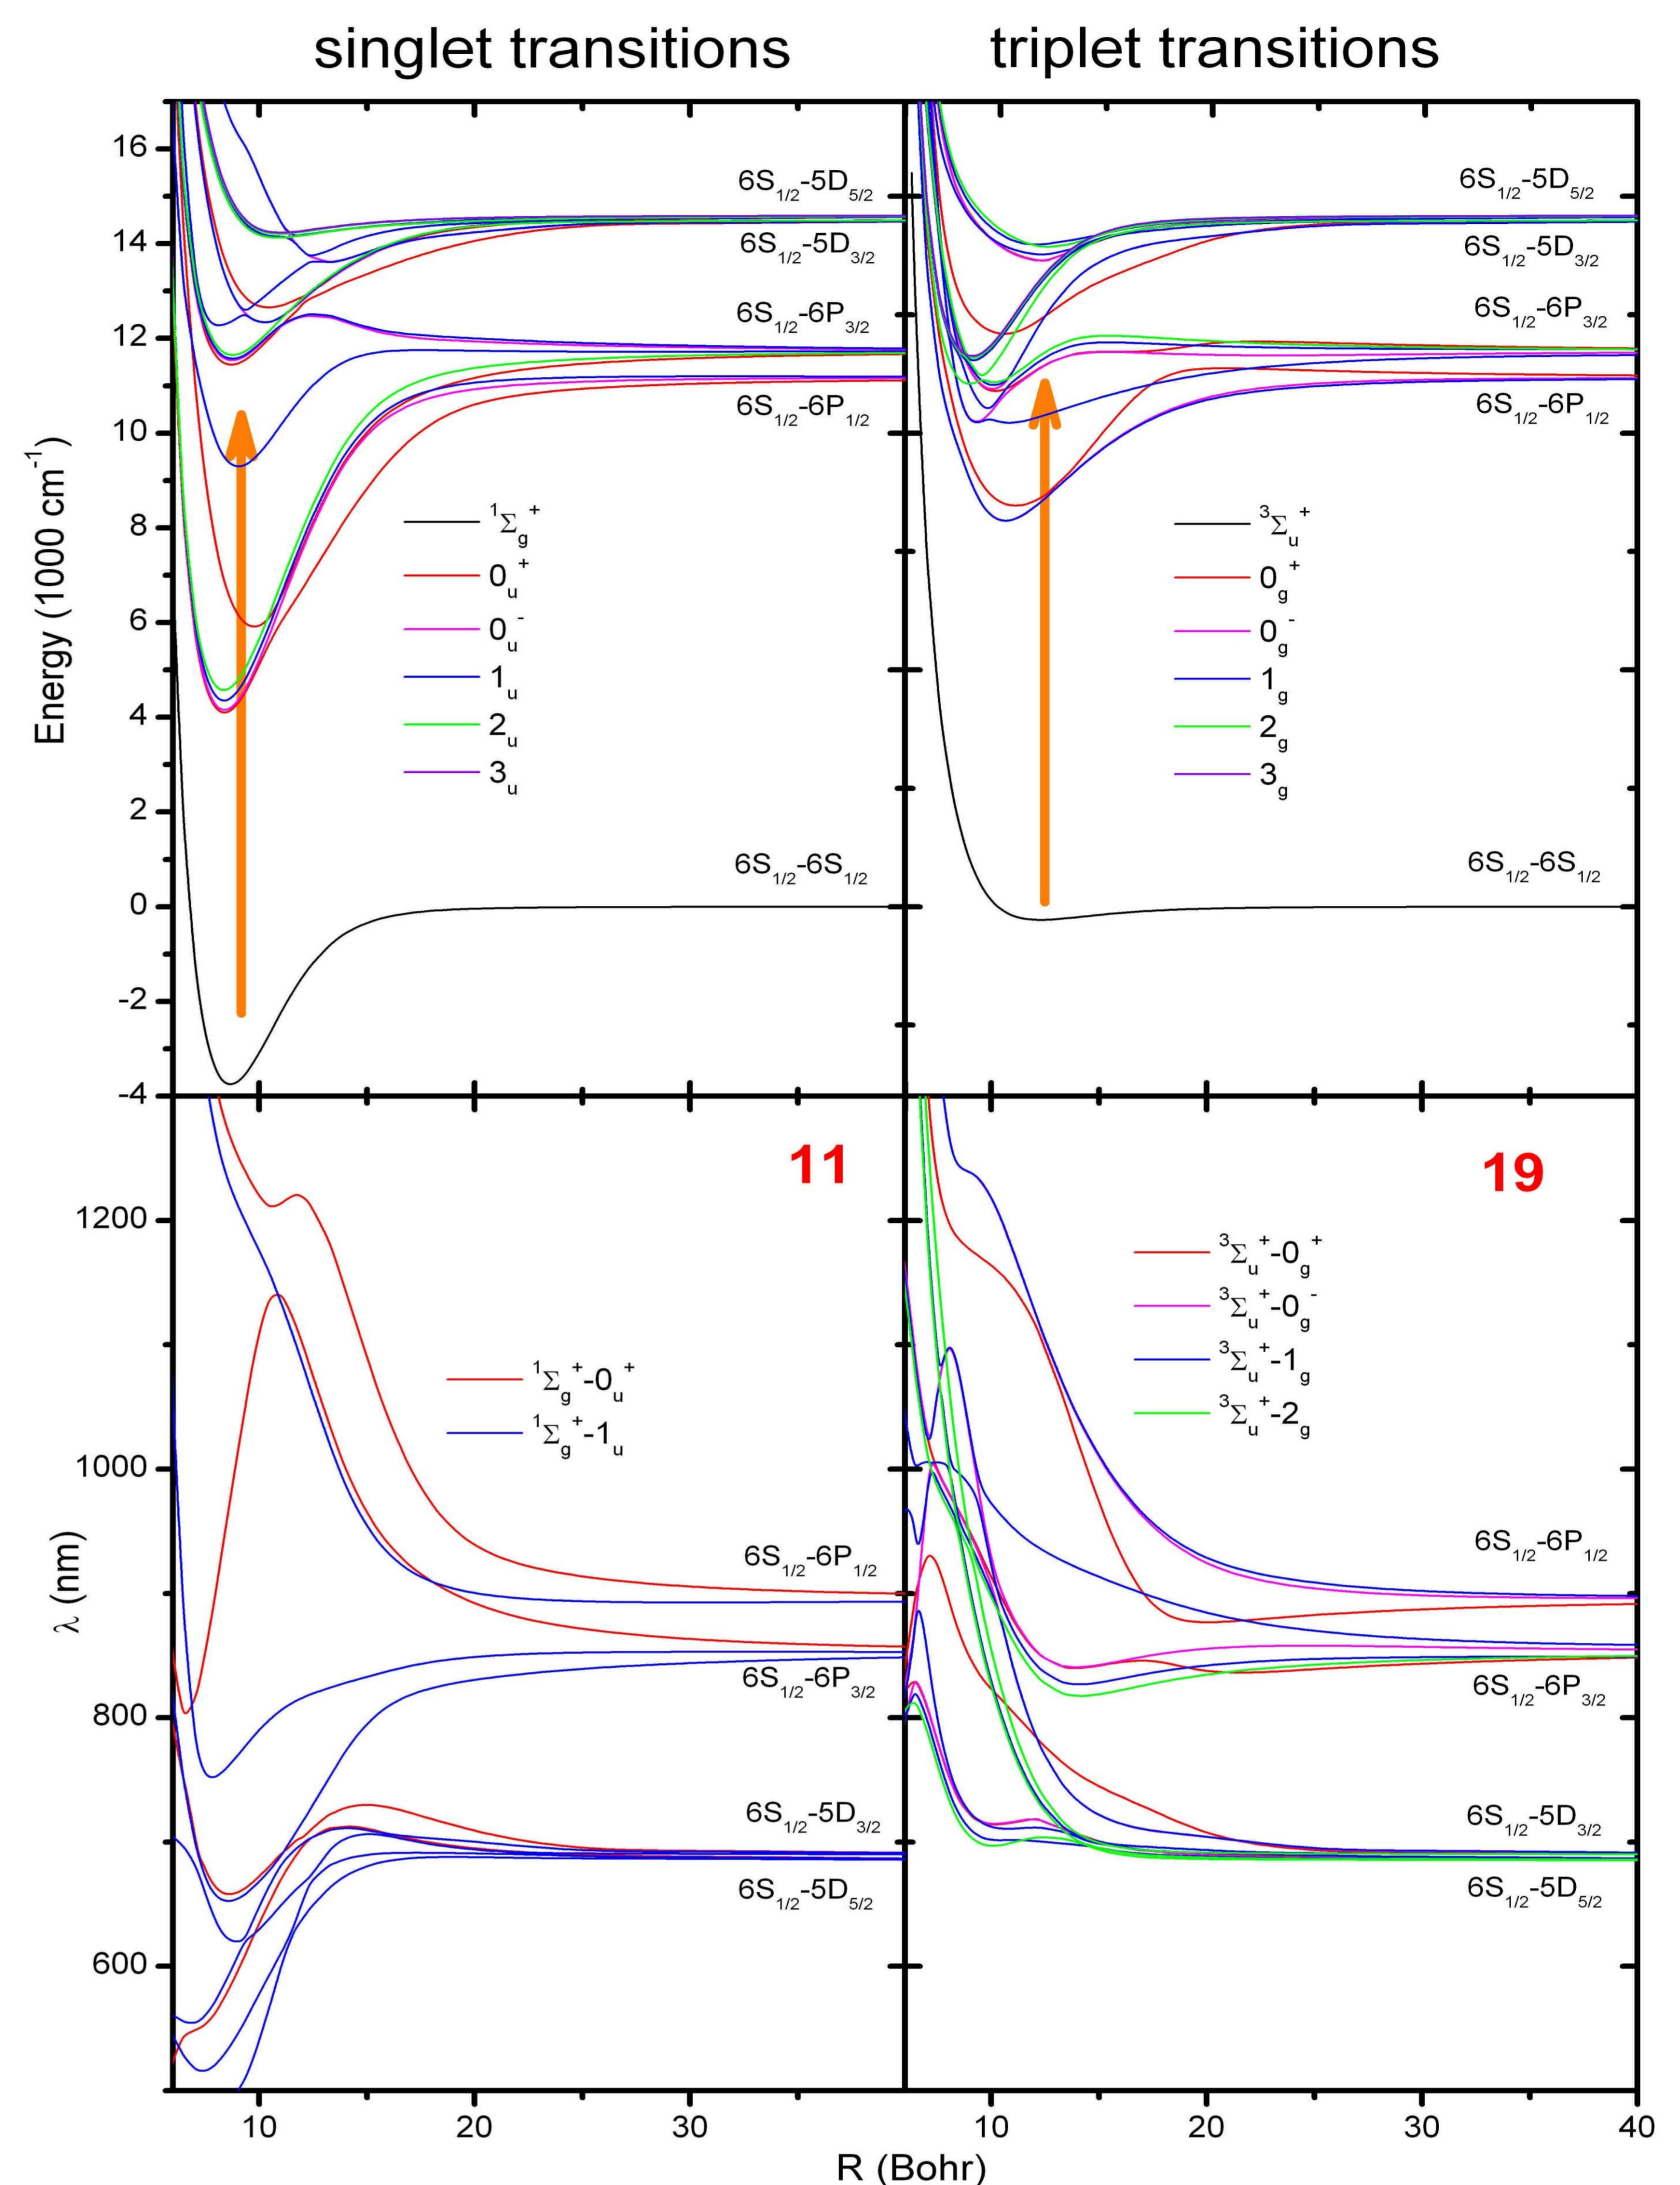 singlet transitions
triplet transitions
Energy (1000 cm⁻¹)
16
14
12
10
8
6
4
2
0
-2
-4
6S₁/₂-5D₅/₂
6S₁/₂-5D₃/₂
6S₁/₂-6P₃/₂
6S₁/₂-6P₁/₂
¹Σg⁺
0u⁺
0u⁻
1u
2u
3u
6S₁/₂-6S₁/₂
6S₁/₂-5D₅/₂
6S₁/₂-5D₃/₂
6S₁/₂-6P₃/₂
6S₁/₂-6P₁/₂
³Σu⁺
0g⁺
0g⁻
1g
2g
3g
6S₁/₂-6S₁/₂
λ (nm)
1200
1000
800
600
11
¹Σg⁺-0u⁺
¹Σg⁺-1u
6S₁/₂-6P₁/₂
6S₁/₂-6P₃/₂
6S₁/₂-5D₃/₂
6S₁/₂-5D₅/₂
19
³Σu⁺-0g⁺
³Σu⁺-0g⁻
³Σu⁺-1g
³Σu⁺-2g
6S₁/₂-6P₁/₂
6S₁/₂-6P₃/₂
6S₁/₂-5D₃/₂
6S₁/₂-5D₅/₂
10 20 30 10 20 30 40
R (Bohr)